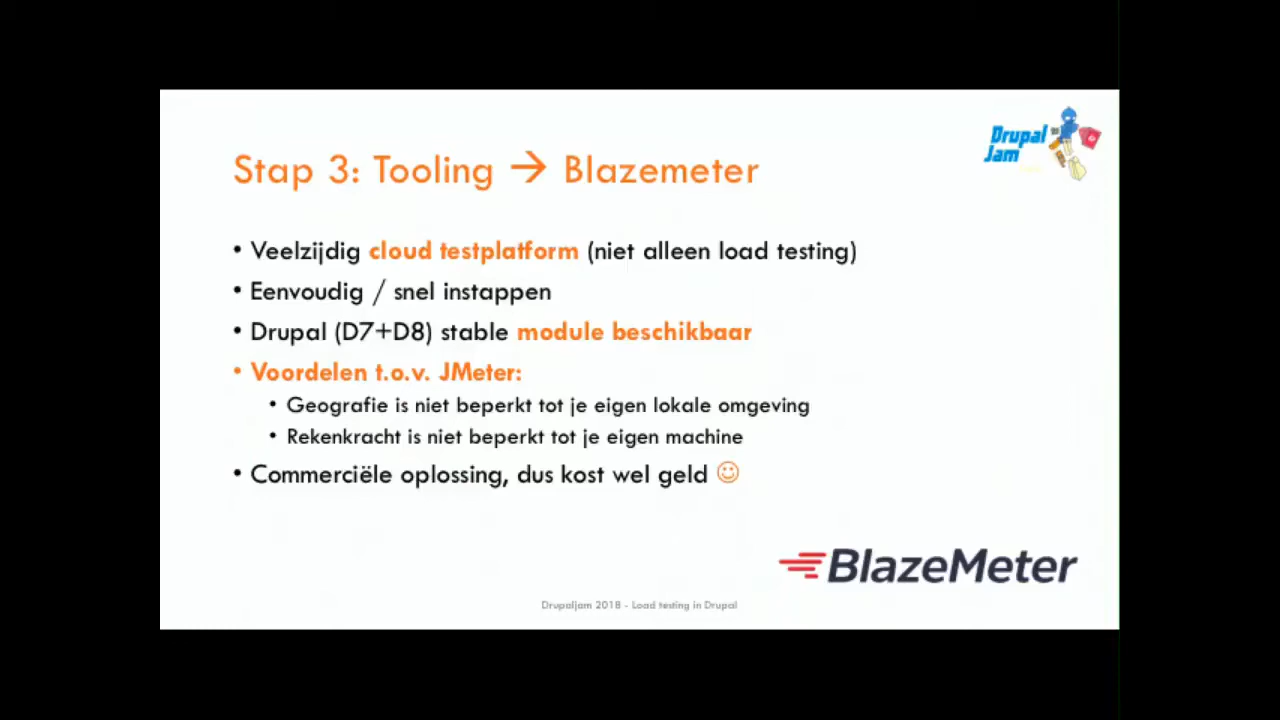 Drupal
Jam
Stap 3: Tooling → Blazemeter
• Veelzijdig cloud testplatform (niet alleen load testing)
• Eenvoudig / snel instappen
• Drupal (D7+D8) stable module beschikbaar
• Voordelen t.o.v. JMeter:
• Geografie is niet beperkt tot je eigen lokale omgeving
• Rekenkracht is niet beperkt tot je eigen machine
• Commerciële oplossing, dus kost wel geld ☺
BlazeMeter
Drupaljam 2018 - Load testing in Drupal